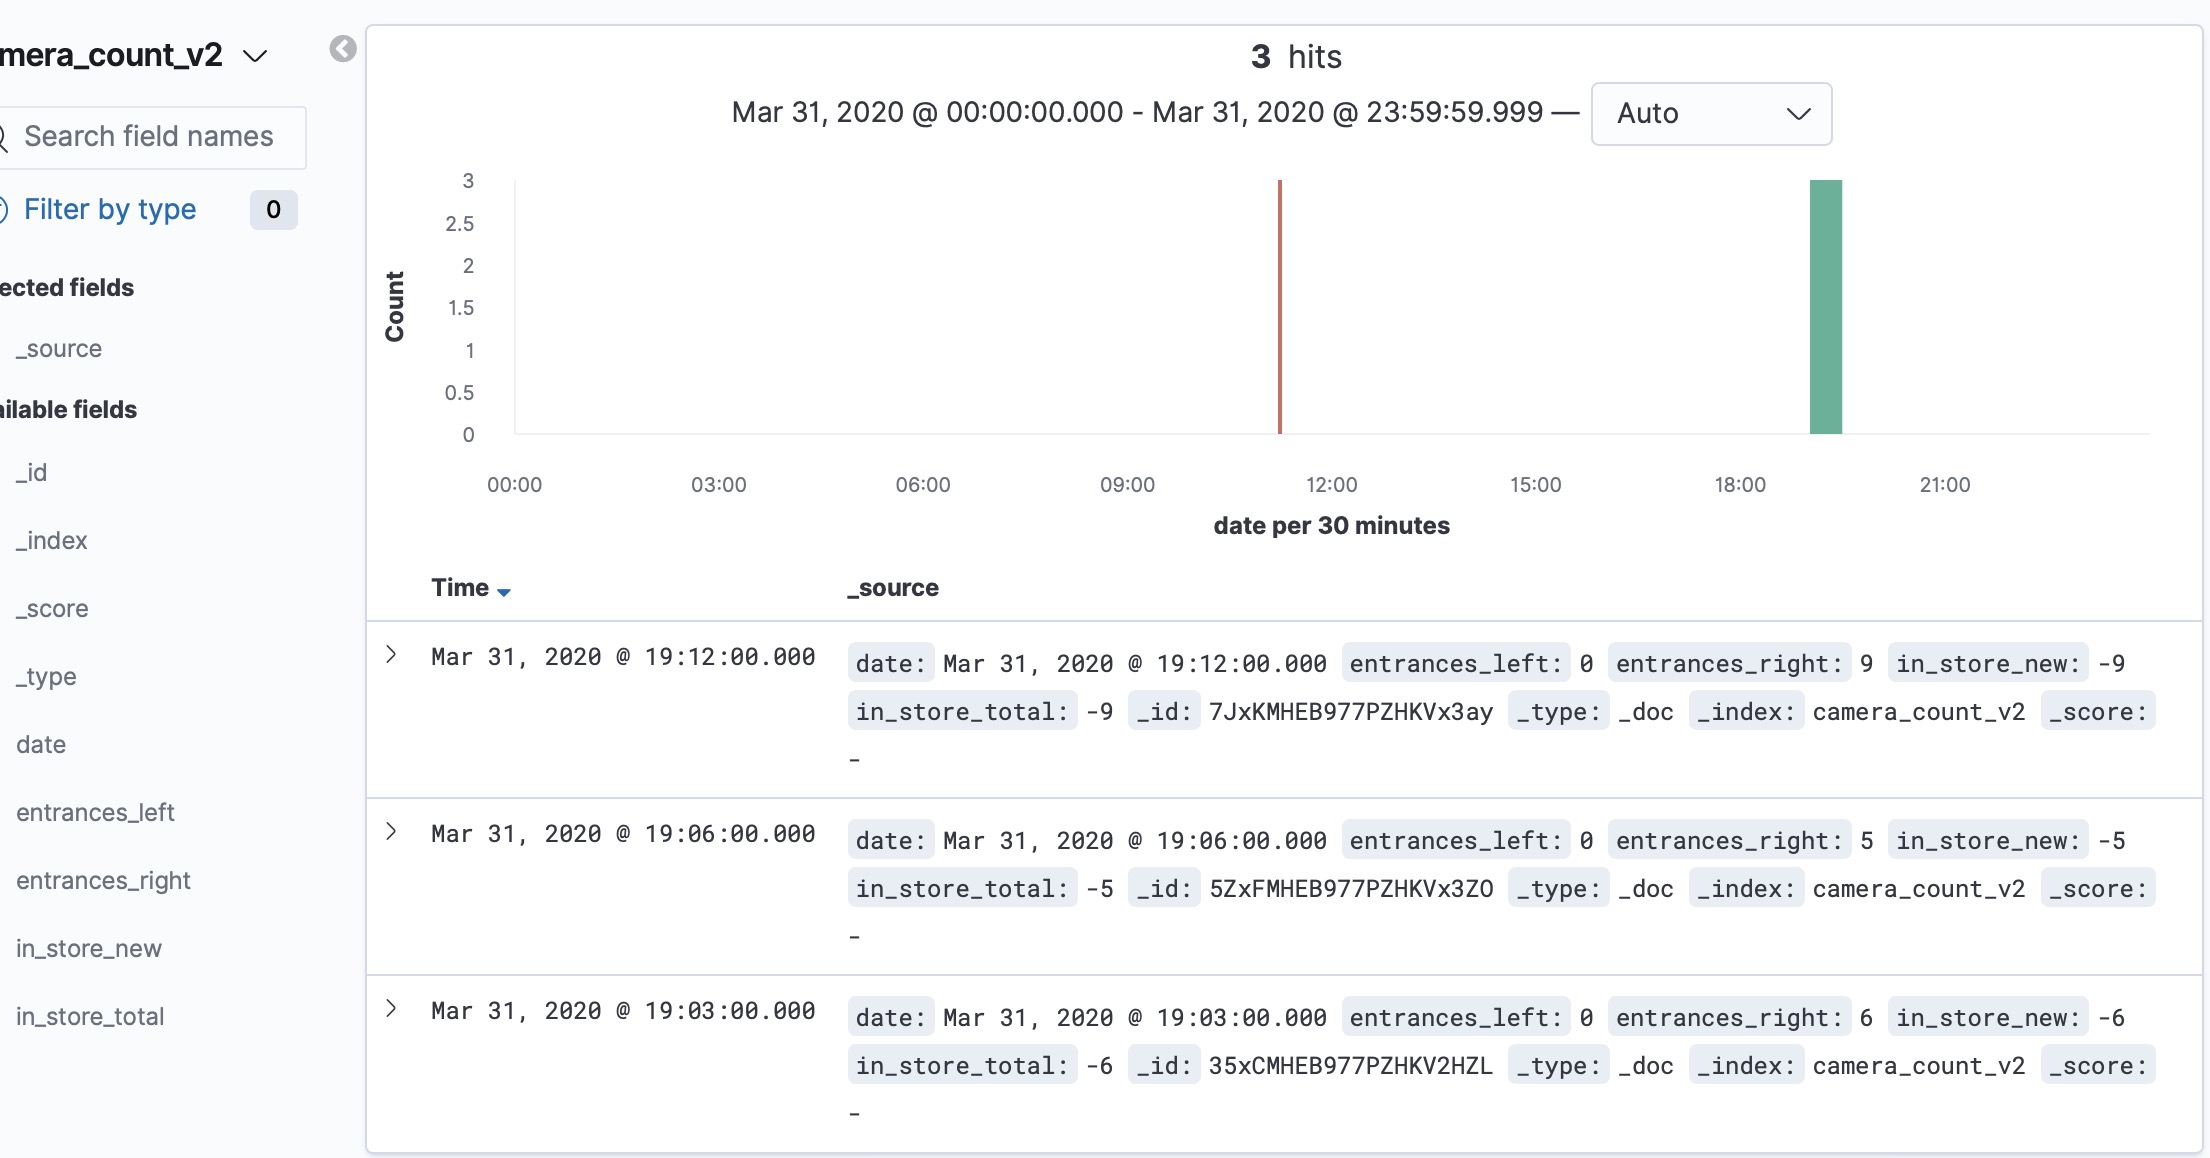 mera_count_v2
Search field names
Filter by type 0
ected fields
_source
ailable fields
_id
_index
_score
_type
date
entrances_left
entrances_right
in_store_new
in_store_total
3 hits
Mar 31, 2020 @ 00:00:00.000 - Mar 31, 2020 @ 23:59:59.999 — Auto
Count
3
2.5
2
1.5
1
0.5
0
00:00 03:00 06:00 09:00 12:00 15:00 18:00 21:00
date per 30 minutes
Time _source
Mar 31, 2020 @ 19:12:00.000 date: Mar 31, 2020 @ 19:12:00.000 entrances_left: 0 entrances_right: 9 in_store_new: -9
in_store_total: -9 _id: 7JxKMHEB977PZHKVx3ay _type: _doc _index: camera_count_v2 _score:
-
Mar 31, 2020 @ 19:06:00.000 date: Mar 31, 2020 @ 19:06:00.000 entrances_left: 0 entrances_right: 5 in_store_new: -5
in_store_total: -5 _id: 5ZxFMHEB977PZHKVx3ZO _type: _doc _index: camera_count_v2 _score:
-
Mar 31, 2020 @ 19:03:00.000 date: Mar 31, 2020 @ 19:03:00.000 entrances_left: 0 entrances_right: 6 in_store_new: -6
in_store_total: -6 _id: 35xCMHEB977PZHKV2HZL _type: _doc _index: camera_count_v2 _score:
-